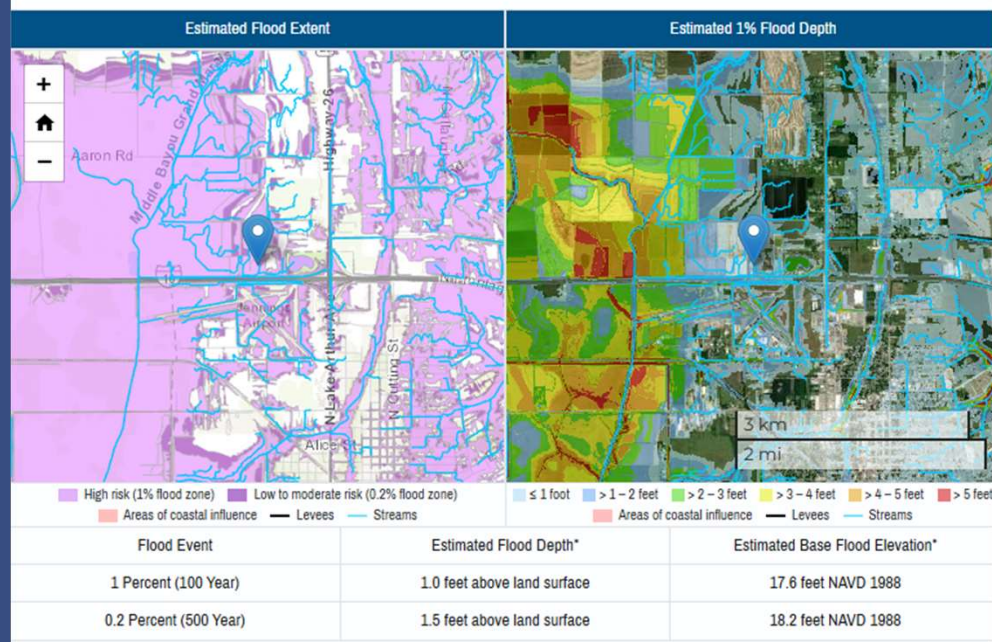 Estimated Flood Extent
Estimated 1% Flood Depth
+
−
Aaron Rd
Middle Bayou Grand
Highway 26
N Lake Arthur Ave
Airport
N Cutting St
Alice St
3 km
2 mi
High risk (1% flood zone) Low to moderate risk (0.2% flood zone)
Areas of coastal influence Levees Streams
≤ 1 foot > 1 – 2 feet > 2 – 3 feet > 3 – 4 feet > 4 – 5 feet > 5 feet
Areas of coastal influence Levees Streams
Flood Event Estimated Flood Depth* Estimated Base Flood Elevation*
1 Percent (100 Year) 1.0 feet above land surface 17.6 feet NAVD 1988
0.2 Percent (500 Year) 1.5 feet above land surface 18.2 feet NAVD 1988